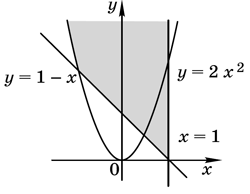 y
y = 1 – x
y = 2 x²
x = 1
0
x